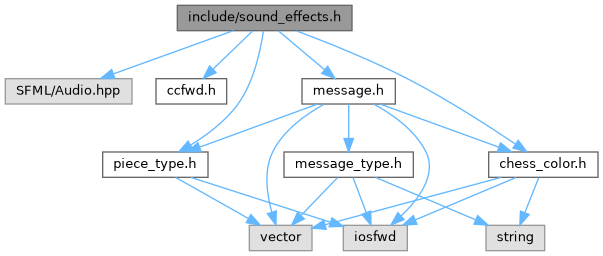 include/sound_effects.h
SFML/Audio.hpp
ccfwd.h
message.h
piece_type.h
message_type.h
chess_color.h
vector
iosfwd
string